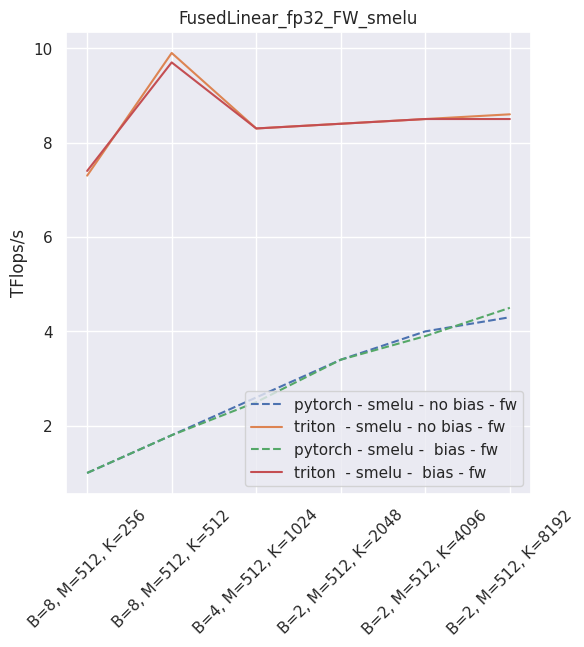 FusedLinear_fp32_FW_smelu
TFlops/s
10
8
6
4
2
pytorch - smelu - no bias - fw
triton  - smelu - no bias - fw
pytorch - smelu -  bias - fw
triton  - smelu -  bias - fw
B=8, M=512, K=256
B=8, M=512, K=512
B=4, M=512, K=1024
B=2, M=512, K=2048
B=2, M=512, K=4096
B=2, M=512, K=8192